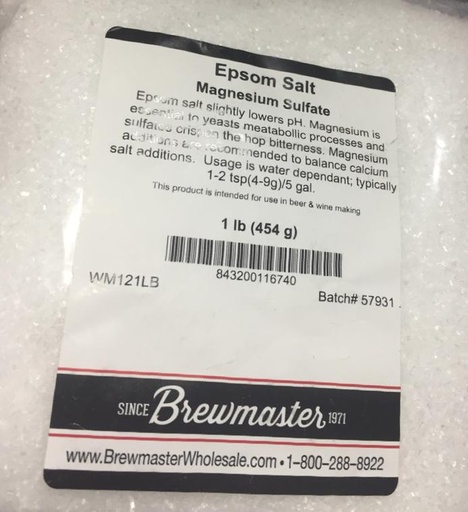 Epsom Salt
Magnesium Sulfate
Epsom salt slightly lowers pH. Magnesium is
essential to yeasts meatabollic processes and
sulfates crispen the hop bitterness. Magnesium
additions are recommended to balance calcium
salt additions. Usage is water dependant; typically
1-2 tsp(4-9g)/5 gal.
This product is intended for use in beer & wine making
1 lb (454 g)
843200116740
WM121LB
Batch# 57931
SINCE Brewmaster 1971
www.BrewmasterWholesale.com • 1-800-288-8922